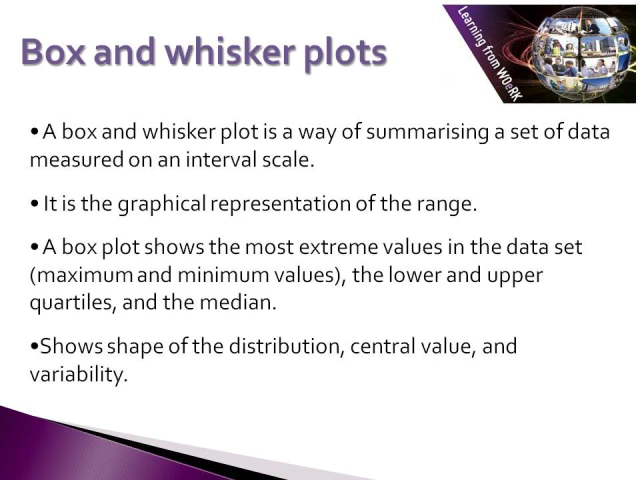 Box and whisker plots
Learning from WOeRK
• A box and whisker plot is a way of summarising a set of data
measured on an interval scale.
• It is the graphical representation of the range.
• A box plot shows the most extreme values in the data set
(maximum and minimum values), the lower and upper
quartiles, and the median.
•Shows shape of the distribution, central value, and
variability.